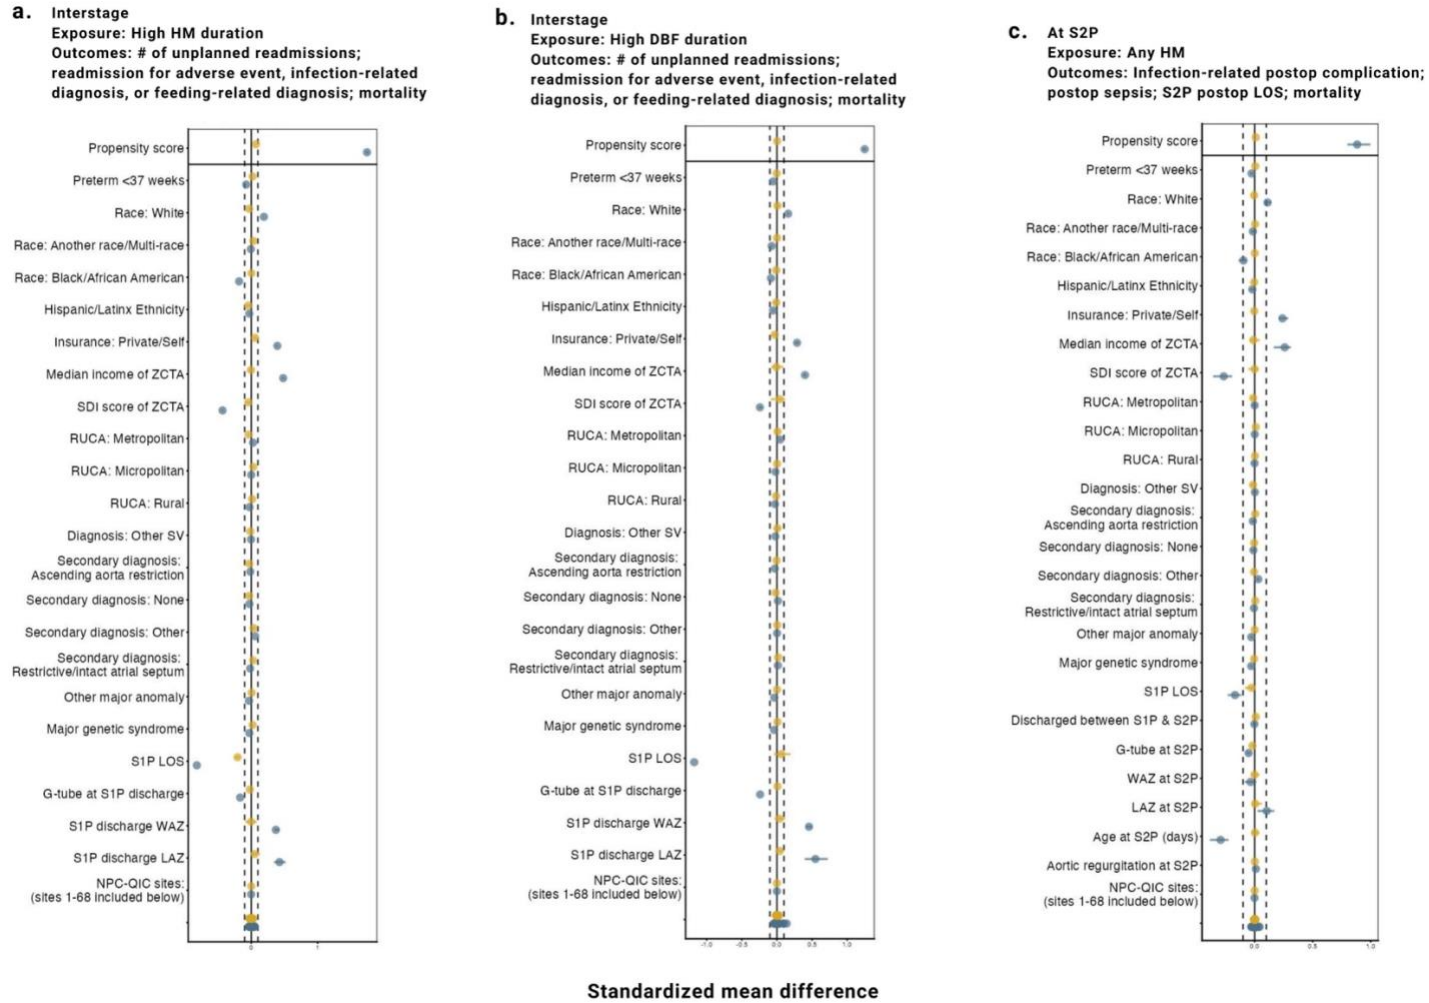 a.
Interstage
Exposure: High HM duration
Outcomes: # of unplanned readmissions;
readmission for adverse event, infection-related
diagnosis, or feeding-related diagnosis; mortality
Propensity score
Preterm <37 weeks
Race: White
Race: Another race/Multi-race
Race: Black/African American
Hispanic/Latinx Ethnicity
Insurance: Private/Self
Median income of ZCTA
SDI score of ZCTA
RUCA: Metropolitan
RUCA: Micropolitan
RUCA: Rural
Diagnosis: Other SV
Secondary diagnosis:
Ascending aorta restriction
Secondary diagnosis: None
Secondary diagnosis: Other
Secondary diagnosis:
Restrictive/intact atrial septum
Other major anomaly
Major genetic syndrome
S1P LOS
G-tube at S1P discharge
S1P discharge WAZ
S1P discharge LAZ
NPC-QIC sites:
(sites 1-68 included below)
0 1
b.
Interstage
Exposure: High DBF duration
Outcomes: # of unplanned readmissions;
readmission for adverse event, infection-related
diagnosis, or feeding-related diagnosis; mortality
Propensity score
Preterm <37 weeks
Race: White
Race: Another race/Multi-race
Race: Black/African American
Hispanic/Latinx Ethnicity
Insurance: Private/Self
Median income of ZCTA
SDI score of ZCTA
RUCA: Metropolitan
RUCA: Micropolitan
RUCA: Rural
Diagnosis: Other SV
Secondary diagnosis:
Ascending aorta restriction
Secondary diagnosis: None
Secondary diagnosis: Other
Secondary diagnosis:
Restrictive/intact atrial septum
Other major anomaly
Major genetic syndrome
S1P LOS
G-tube at S1P discharge
S1P discharge WAZ
S1P discharge LAZ
NPC-QIC sites:
(sites 1-68 included below)
-1.0 -0.5 0.0 0.5 1.0
c.
At S2P
Exposure: Any HM
Outcomes: Infection-related postop complication;
postop sepsis; S2P postop LOS; mortality
Propensity score
Preterm <37 weeks
Race: White
Race: Another race/Multi-race
Race: Black/African American
Hispanic/Latinx Ethnicity
Insurance: Private/Self
Median income of ZCTA
SDI score of ZCTA
RUCA: Metropolitan
RUCA: Micropolitan
RUCA: Rural
Diagnosis: Other SV
Secondary diagnosis:
Ascending aorta restriction
Secondary diagnosis: None
Secondary diagnosis: Other
Secondary diagnosis:
Restrictive/intact atrial septum
Other major anomaly
Major genetic syndrome
S1P LOS
Discharged between S1P & S2P
G-tube at S2P
WAZ at S2P
LAZ at S2P
Age at S2P (days)
Aortic regurgitation at S2P
NPC-QIC sites:
(sites 1-68 included below)
0.0 0.5 1.0
Standardized mean difference